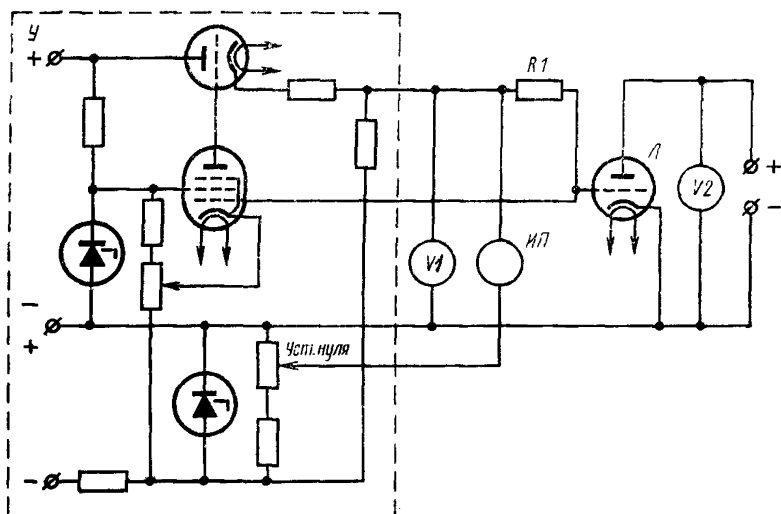 У
+
R1
Л
V2
+
-
V1
ИП
-
+
Уст. нуля
-